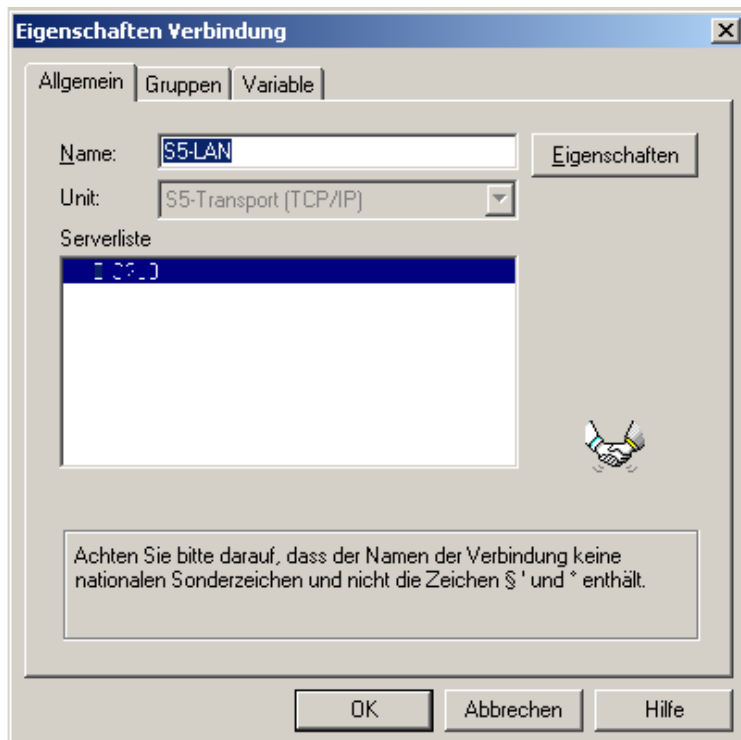 Eigenschaften Verbindung
Allgemein Gruppen Variable
Name: S5-LAN Eigenschaften
Unit: S5-Transport (TCP/IP)
Serverliste
Achten Sie bitte darauf, dass der Namen der Verbindung keine
nationalen Sonderzeichen und nicht die Zeichen § ' und ° enthält.
OK Abbrechen Hilfe